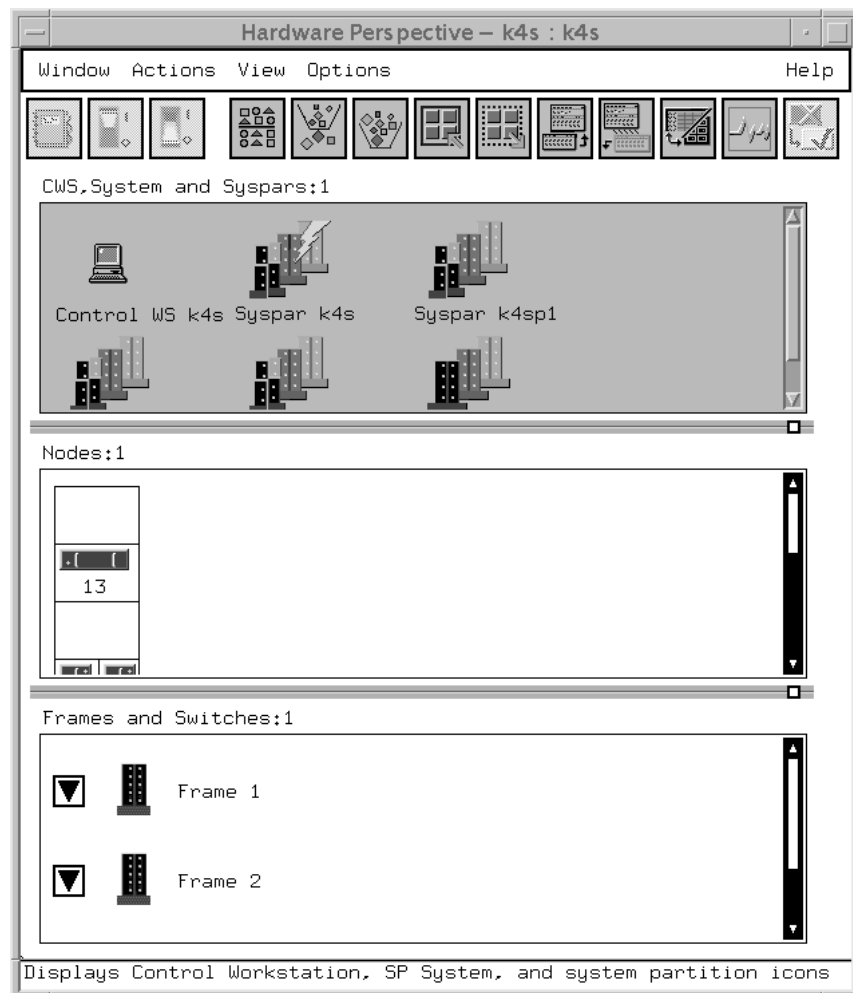 Hardware Perspective – k4s : k4s
Window Actions View Options Help
CWS,System and Syspars:1
Control WS k4s Syspar k4s Syspar k4sp1
Nodes:1
13
Frames and Switches:1
Frame 1
Frame 2
Displays Control Workstation, SP System, and system partition icons